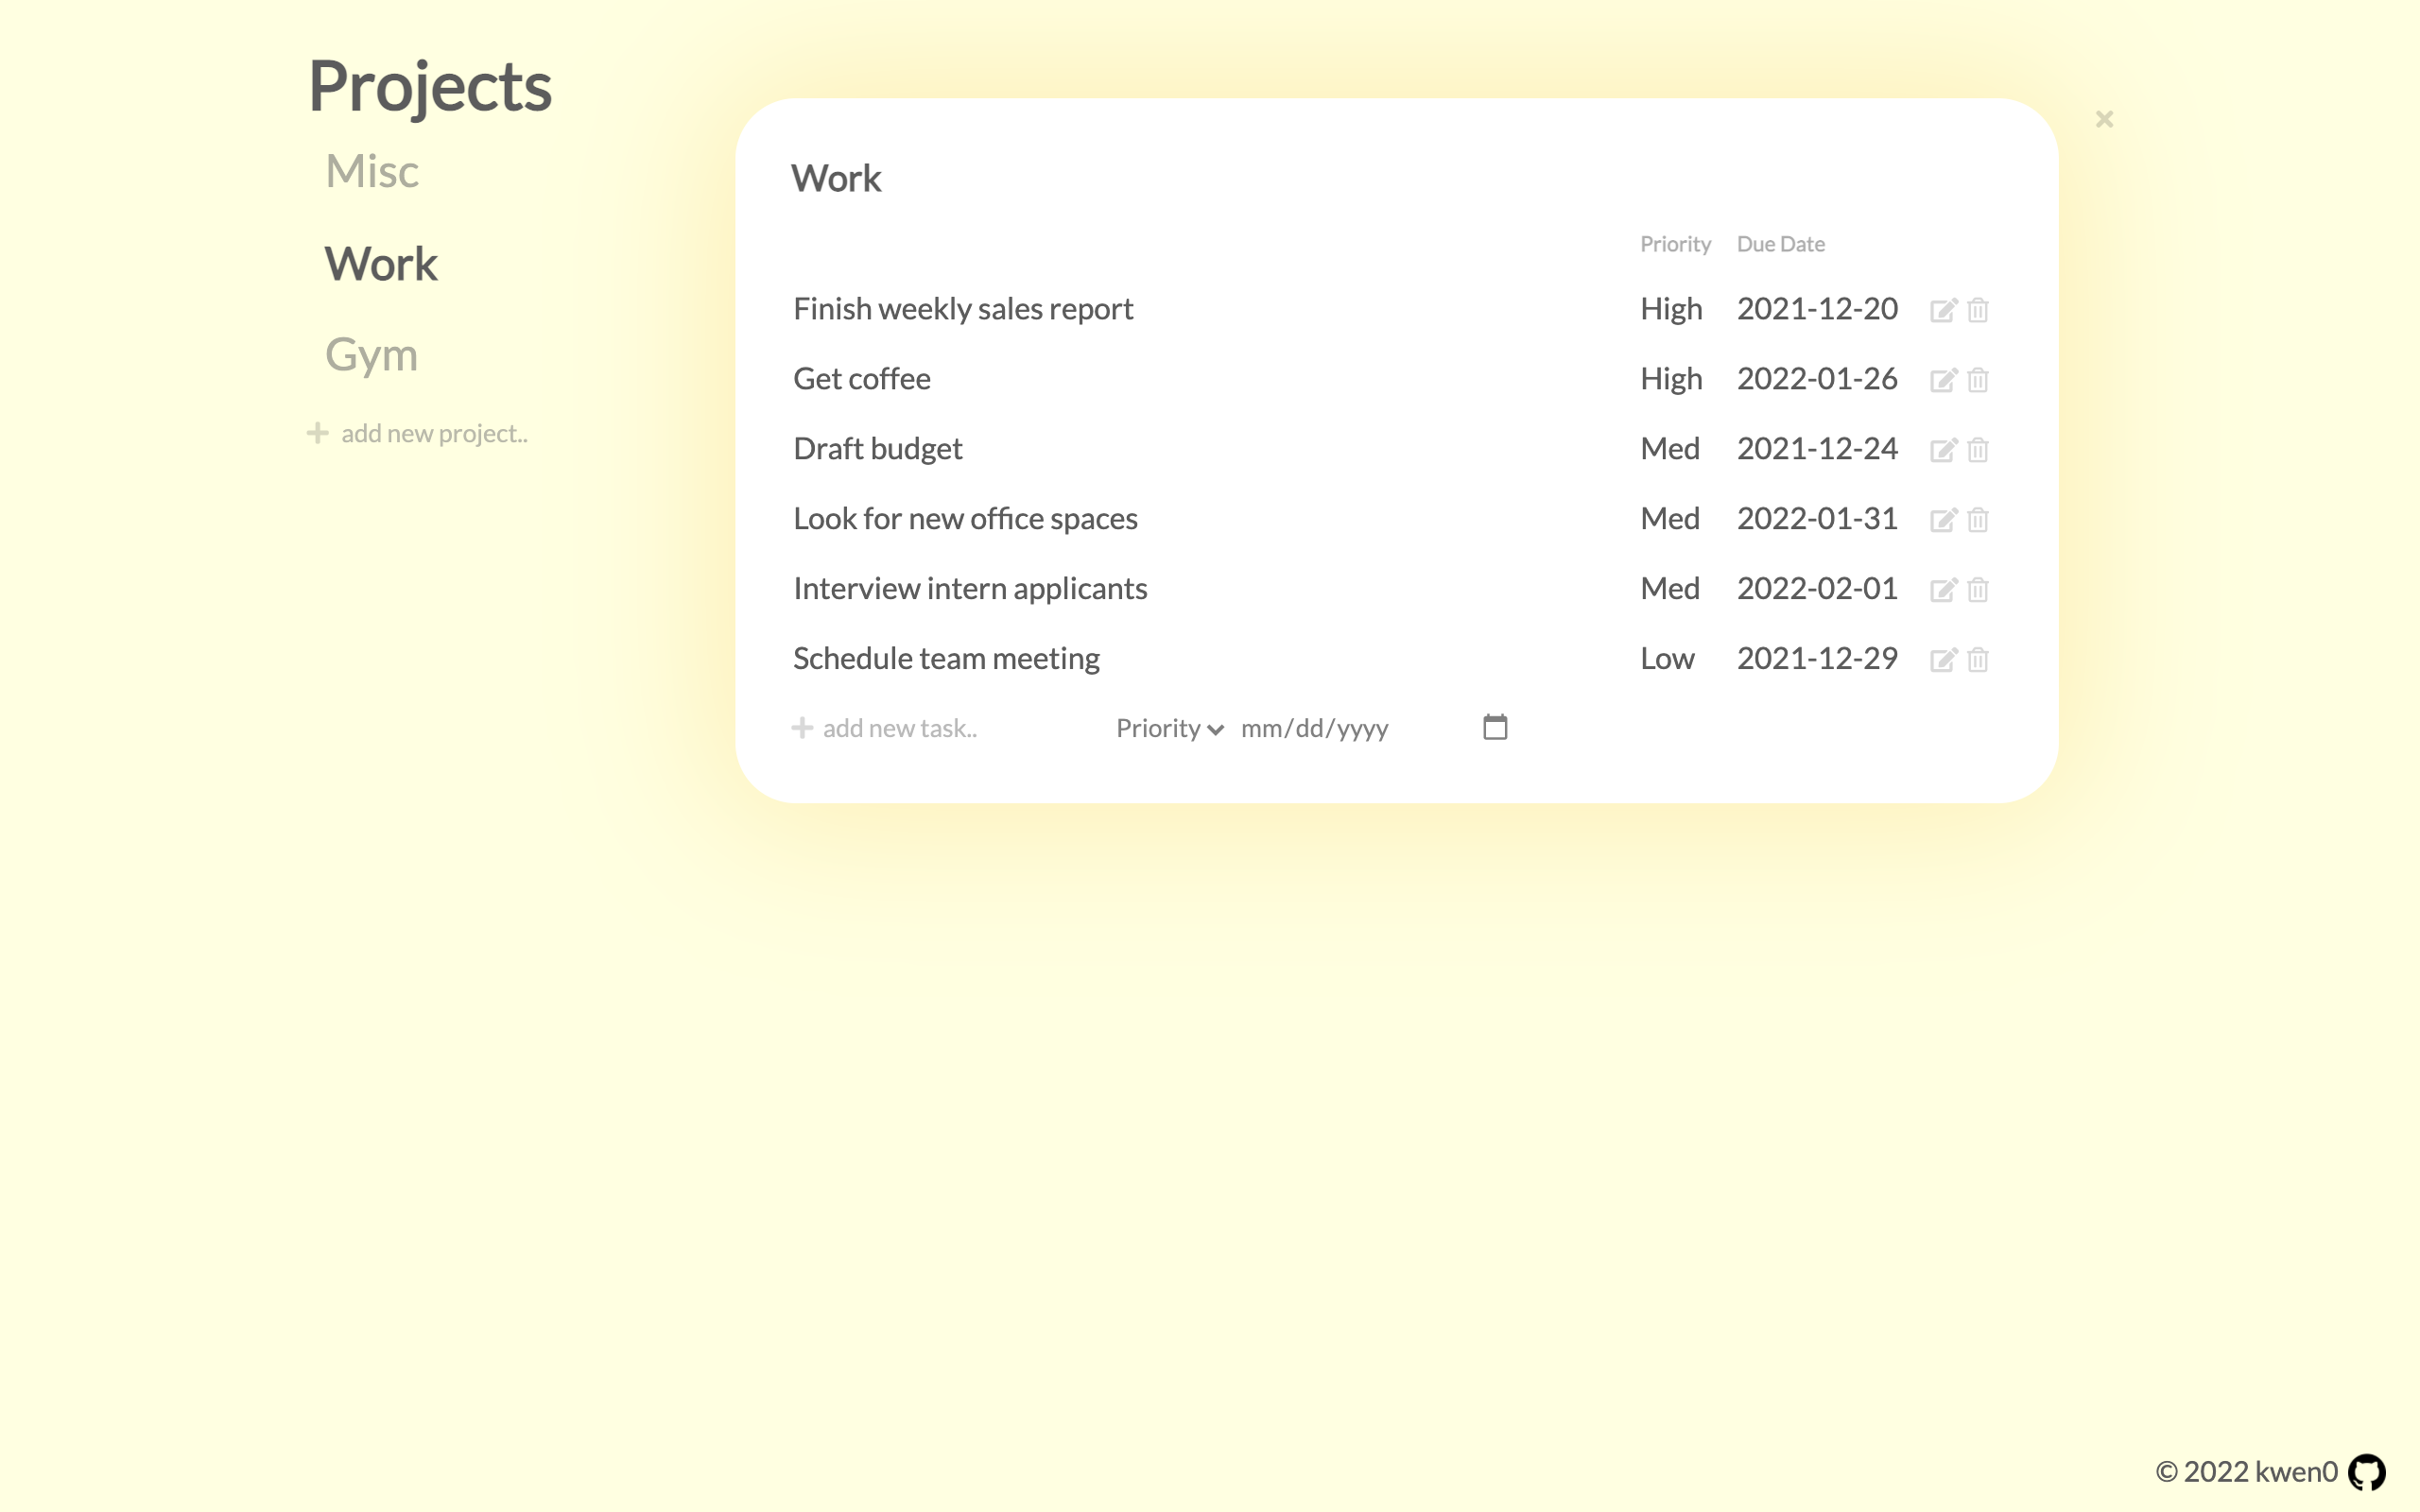 Projects
Misc
Work
Gym
add new project..
Work
Priority Due Date
Finish weekly sales report High 2021-12-20
Get coffee High 2022-01-26
Draft budget Med 2021-12-24
Look for new office spaces Med 2022-01-31
Interview intern applicants Med 2022-02-01
Schedule team meeting Low 2021-12-29
add new task.. Priority mm/dd/yyyy
© 2022 kwen0